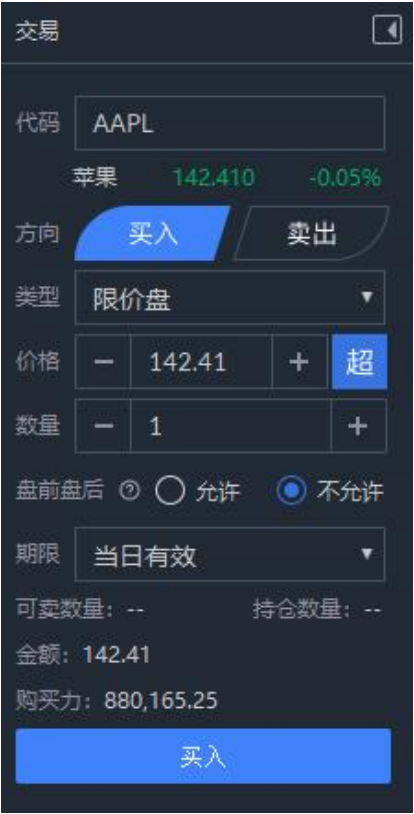 交易
代码 AAPL
苹果 142.410 -0.05%
方向 买入 卖出
类型 限价盘 ▼
价格 − 142.41 + 超
数量 − 1 +
盘前盘后 ? 允许 不允许
期限 当日有效 ▼
可卖数量: -- 持仓数量: --
金额: 142.41
购买力: 880,165.25
买入